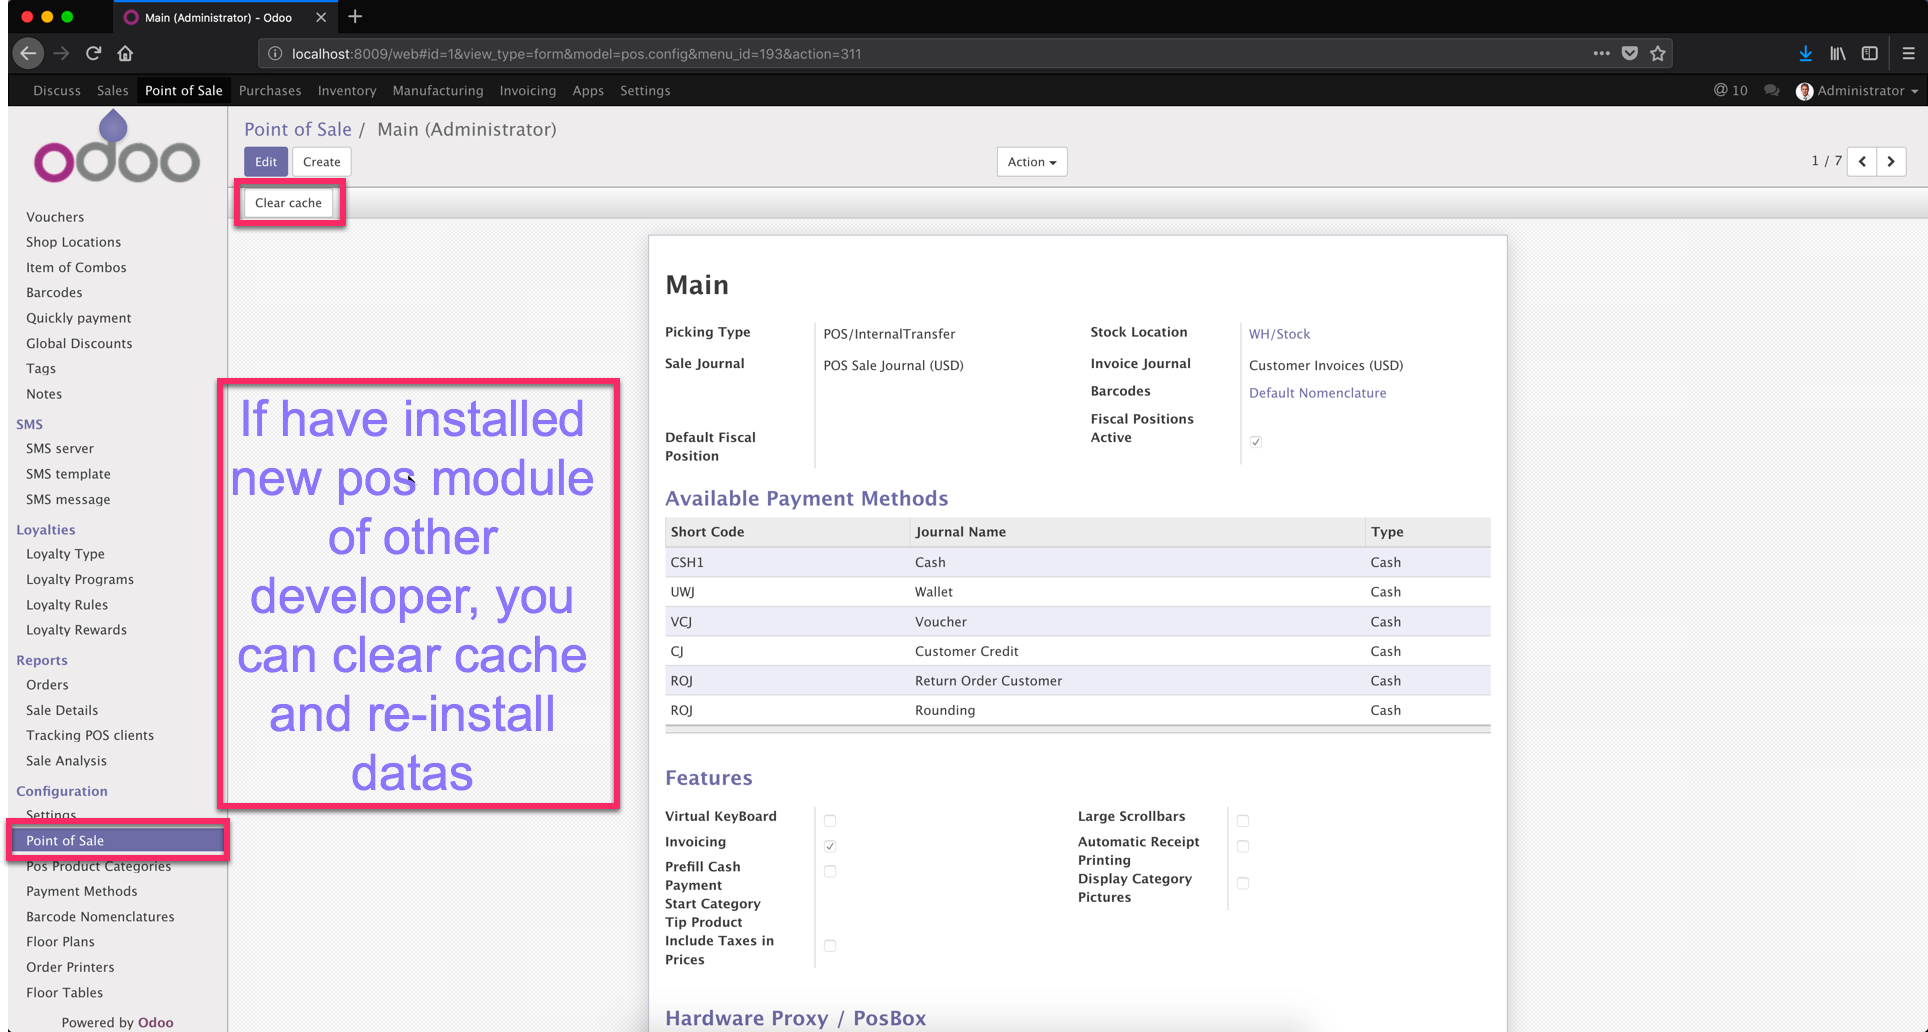 Main (Administrator) - Odoo
localhost:8009/web#id=1&view_type=form&model=pos.config&menu_id=193&action=311
Discuss Sales Point of Sale Purchases Inventory Manufacturing Invoicing Apps Settings @ 10 Administrator
odoo
Point of Sale / Main (Administrator)
Edit Create Action 1 / 7
Clear cache
Vouchers
Shop Locations
Item of Combos
Barcodes
Quickly payment
Global Discounts
Tags
Notes
SMS
SMS server
SMS template
SMS message
Loyalties
Loyalty Type
Loyalty Programs
Loyalty Rules
Loyalty Rewards
Reports
Orders
Sale Details
Tracking POS clients
Sale Analysis
Configuration
Settings
Point of Sale
Pos Product Categories
Payment Methods
Barcode Nomenclatures
Floor Plans
Order Printers
Floor Tables
Powered by Odoo
If have installed
new pos module
of other
developer, you
can clear cache
and re-install
datas
Main
Picking Type POS/InternalTransfer
Sale Journal POS Sale Journal (USD)
Default Fiscal
Position
Stock Location WH/Stock
Invoice Journal Customer Invoices (USD)
Barcodes Default Nomenclature
Fiscal Positions
Active
Available Payment Methods
Short Code Journal Name Type
CSH1 Cash Cash
UWJ Wallet Cash
VCJ Voucher Cash
CJ Customer Credit Cash
ROJ Return Order Customer Cash
ROJ Rounding Cash
Features
Virtual KeyBoard
Invoicing
Prefill Cash
Payment
Start Category
Tip Product
Include Taxes in
Prices
Large Scrollbars
Automatic Receipt
Printing
Display Category
Pictures
Hardware Proxy / PosBox